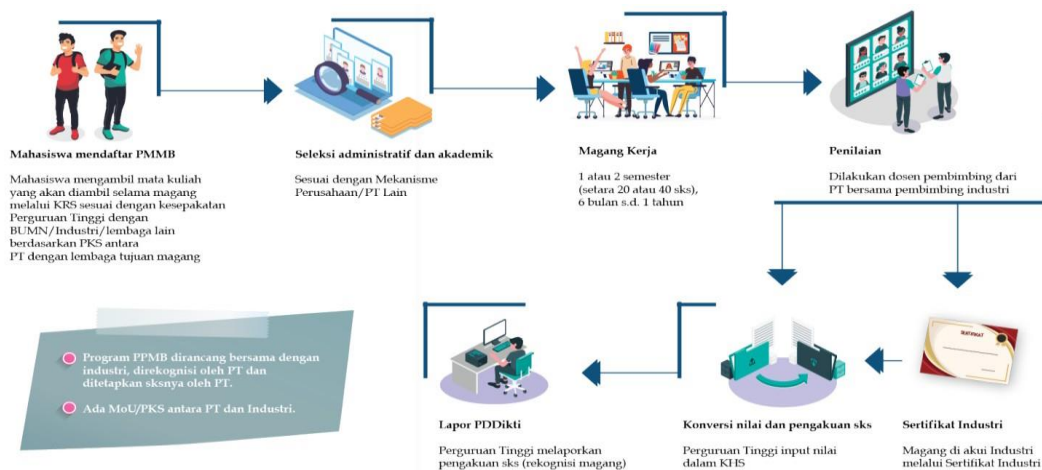 Mahasiswa mendaftar PMMB
Mahasiswa mengambil mata kuliah
yang akan diambil selama magang
melalui KRS sesuai dengan kesepakatan
Perguruan Tinggi dengan
BUMN/Industri/lembaga lain
berdasarkan PKS antara
PT dengan lembaga tujuan magang
Seleksi administratif dan akademik
Sesuai dengan Mekanisme
Perusahaan/PT Lain
Magang Kerja
1 atau 2 semester
(setara 20 atau 40 sks),
6 bulan s.d. 1 tahun
Penilaian
Dilakukan dosen pembimbing dari
PT bersama pembimbing industri
SERTIFIKAT
Sertifikat Industri
Magang di akui Industri
melalui Sertifikat Industri
Konversi nilai dan pengakuan sks
Perguruan Tinggi input nilai
dalam KHS
Lapor PDDikti
Perguruan Tinggi melaporkan
pengakuan sks (rekognisi magang)
Program PPMB dirancang bersama dengan
industri, direkognisi oleh PT dan
ditetapkan sksnya oleh PT.
Ada MoU/PKS antara PT dan Industri.